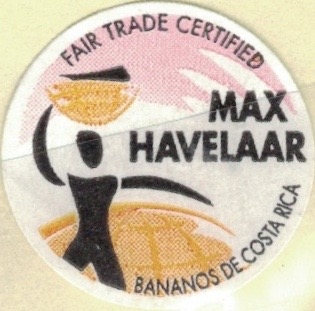 FAIR TRADE CERTIFIED
MAX
HAVELAAR
BANANOS DE COSTA RICA